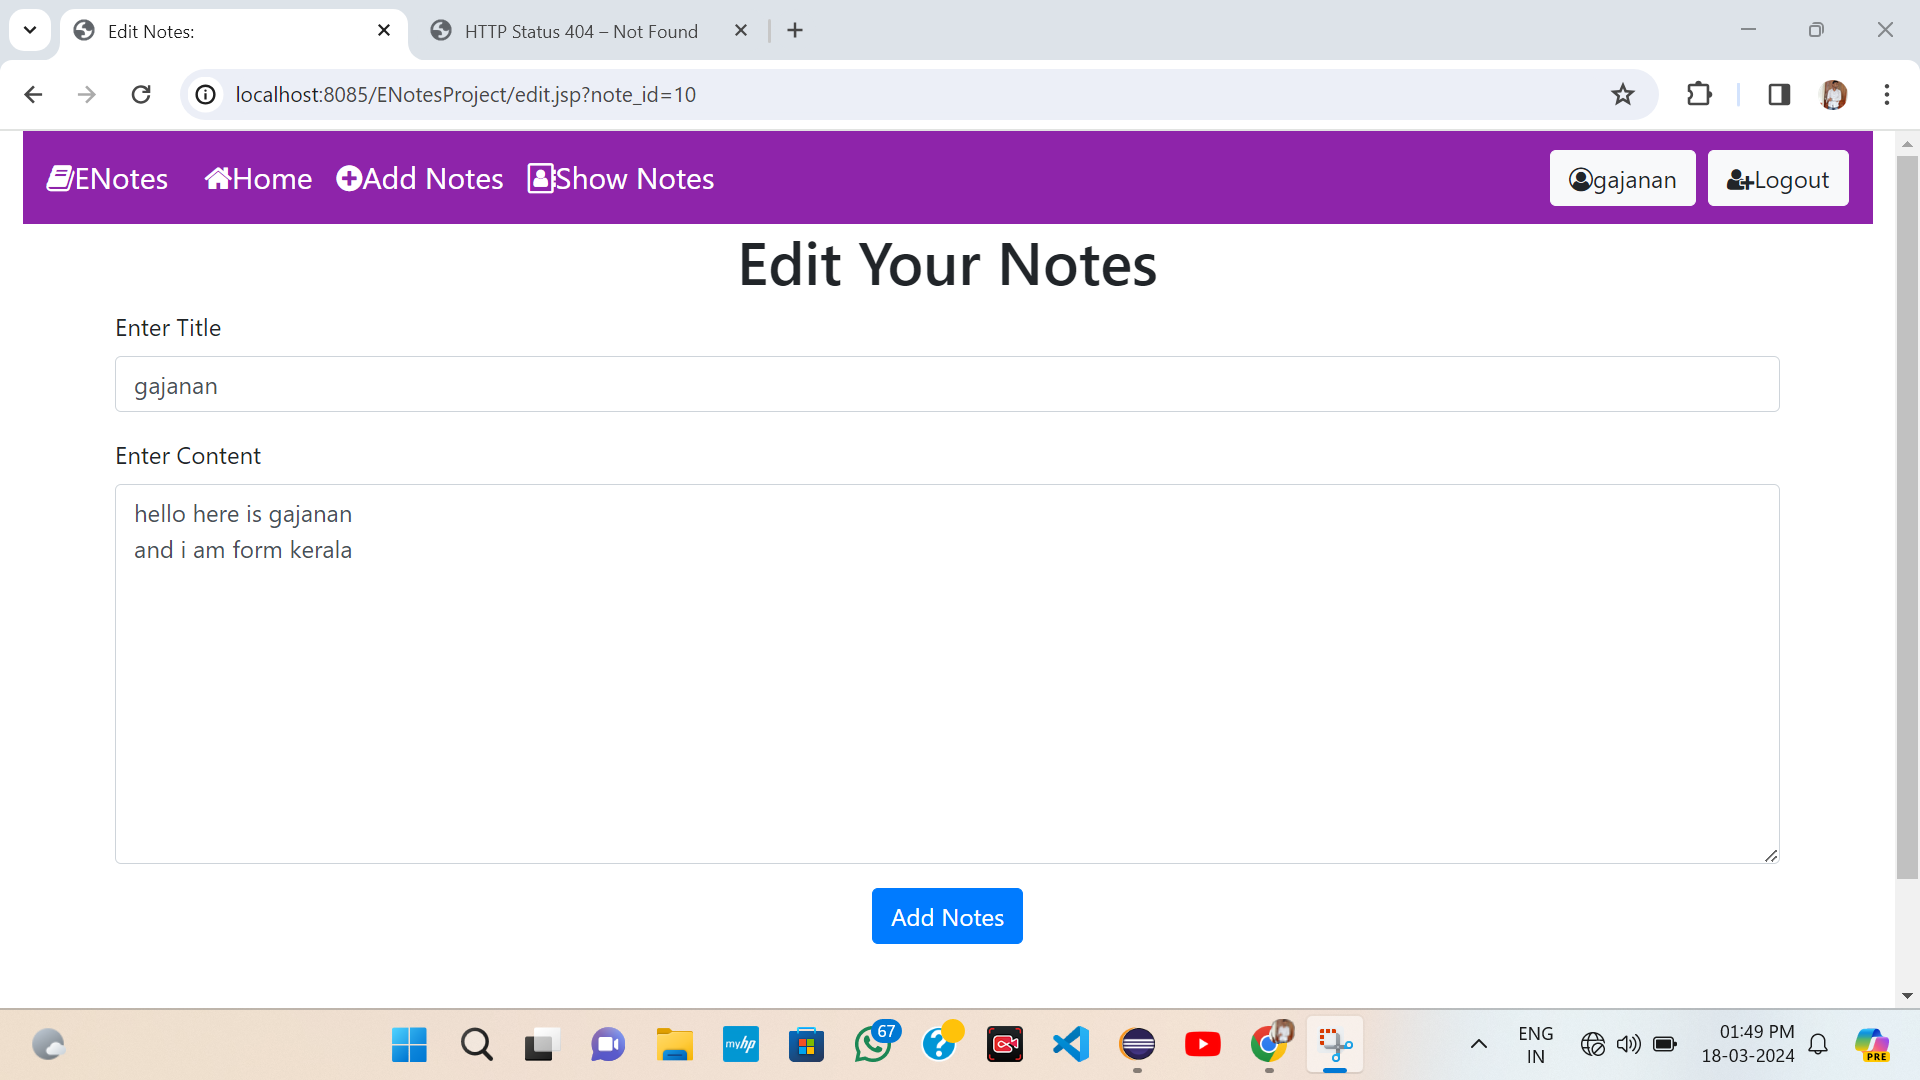 Edit Notes:
HTTP Status 404 – Not Found
localhost:8085/ENotesProject/edit.jsp?note_id=10
ENotes Home Add Notes Show Notes gajanan Logout
Edit Your Notes
Enter Title
gajanan
Enter Content
hello here is gajanan
and i am form kerala
Add Notes
myhp
67
ENG
IN
01:49 PM
18-03-2024
PRE